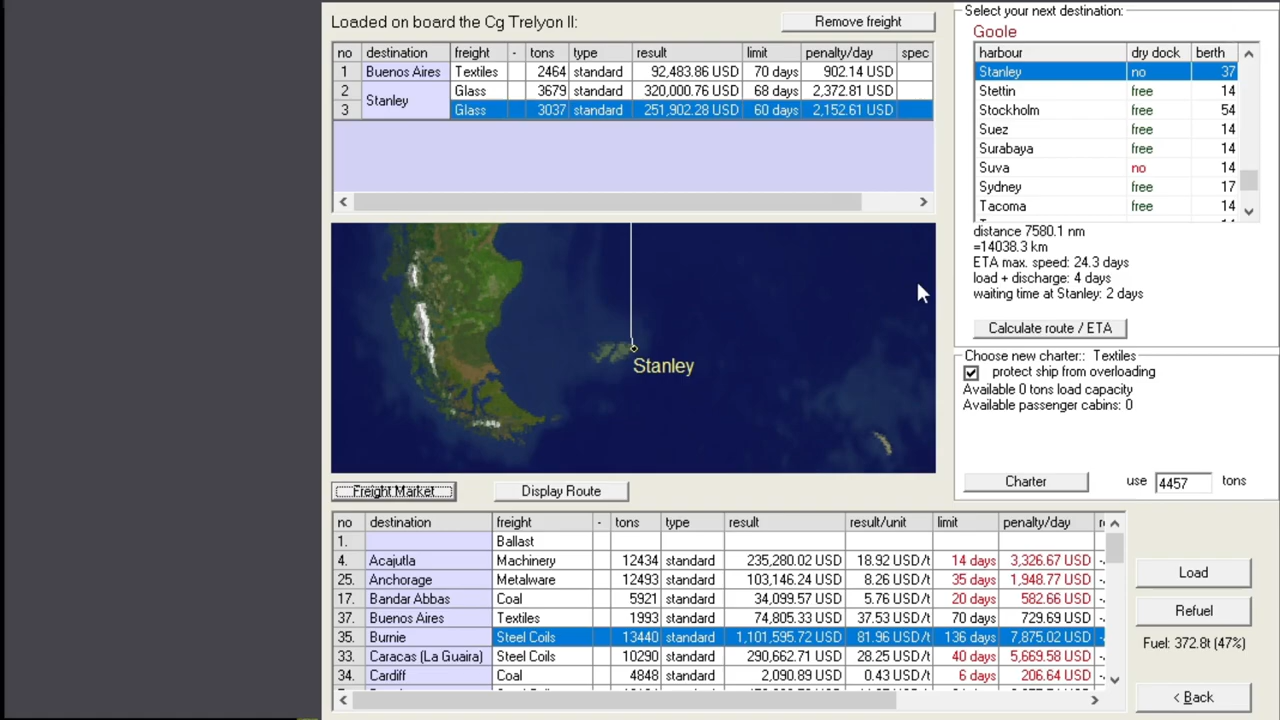 Loaded on board the Cg Trelyon II:
Remove freight
no destination freight - tons type result limit penalty/day spec
1 Buenos Aires Textiles 2464 standard 92,483.86 USD 70 days 902.14 USD
2 Stanley Glass 3679 standard 320,000.76 USD 68 days 2,372.81 USD
3 Glass 3037 standard 251,902.28 USD 60 days 2,152.61 USD
Stanley
Freight Market
Display Route
no destination freight - tons type result result/unit limit penalty/day
1. Ballast
4. Acajutla Machinery 12434 standard 235,280.02 USD 18.92 USD/t 14 days 3,326.67 USD
25. Anchorage Metalware 12493 standard 103,146.24 USD 8.26 USD/t 35 days 1,948.77 USD
17. Bandar Abbas Coal 5921 standard 34,099.57 USD 5.76 USD/t 20 days 582.66 USD
37. Buenos Aires Textiles 1993 standard 74,805.33 USD 37.53 USD/t 70 days 729.69 USD
35. Burnie Steel Coils 13440 standard 1,101,595.72 USD 81.96 USD/t 136 days 7,875.02 USD
33. Caracas (La Guaira) Steel Coils 10290 standard 290,662.71 USD 28.25 USD/t 40 days 5,669.58 USD
34. Cardiff Coal 4848 standard 2,090.89 USD 0.43 USD/t 6 days 206.64 USD
Select your next destination:
Goole
harbour dry dock berth
Stanley no 37
Stettin free 14
Stockholm free 54
Suez free 14
Surabaya free 14
Suva no 14
Sydney free 17
Tacoma free 14
distance 7580.1 nm
=14038.3 km
ETA max. speed: 24.3 days
load + discharge: 4 days
waiting time at Stanley: 2 days
Calculate route / ETA
Choose new charter:: Textiles
protect ship from overloading
Available 0 tons load capacity
Available passenger cabins: 0
Charter use 4457 tons
Load
Refuel
Fuel: 372.8t (47%)
< Back